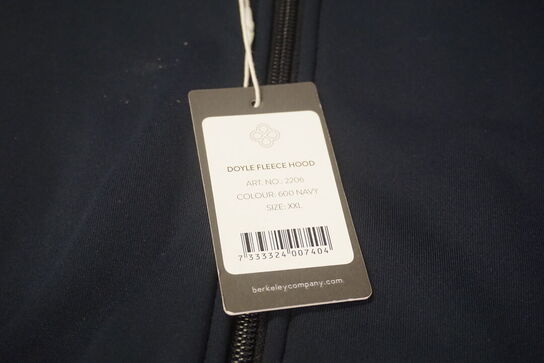 DOYLE FLEECE HOOD
ART. NO.: 2206
COLOUR: 600 NAVY
SIZE: XXL
7 333324 007404
berkeleycompany.com